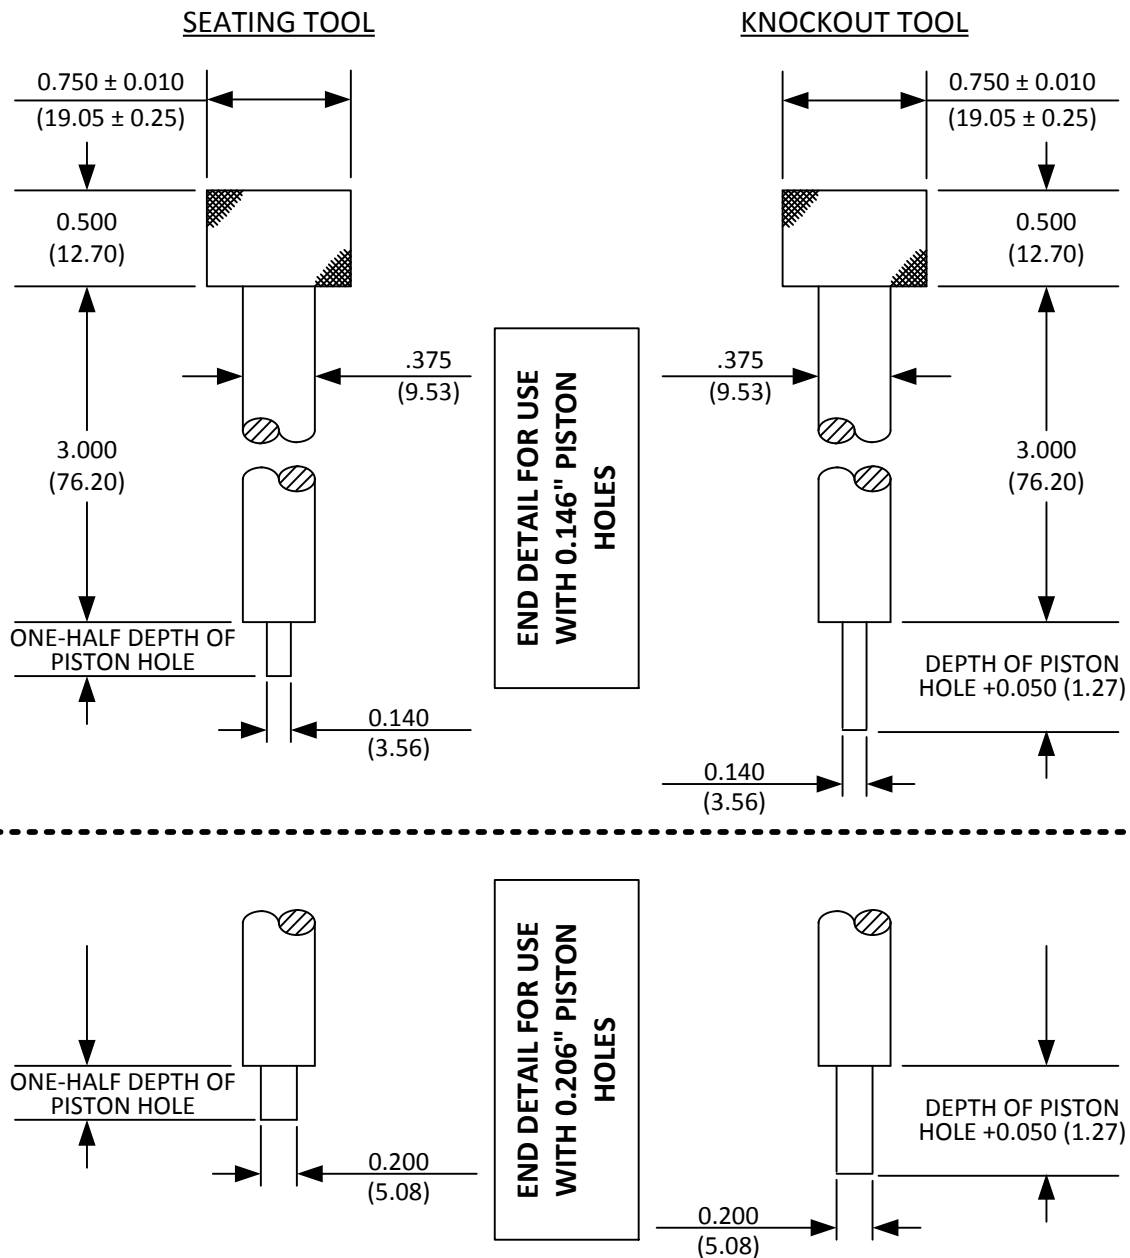 SEATING TOOL
KNOCKOUT TOOL
0.750 ± 0.010
(19.05 ± 0.25)
0.750 ± 0.010
(19.05 ± 0.25)
0.500
(12.70)
0.500
(12.70)
.375
(9.53)
.375
(9.53)
3.000
(76.20)
3.000
(76.20)
END DETAIL FOR USE
WITH 0.146" PISTON
HOLES
ONE-HALF DEPTH OF
PISTON HOLE
DEPTH OF PISTON
HOLE +0.050 (1.27)
0.140
(3.56)
0.140
(3.56)
END DETAIL FOR USE
WITH 0.206" PISTON
HOLES
ONE-HALF DEPTH OF
PISTON HOLE
DEPTH OF PISTON
HOLE +0.050 (1.27)
0.200
(5.08)
0.200
(5.08)